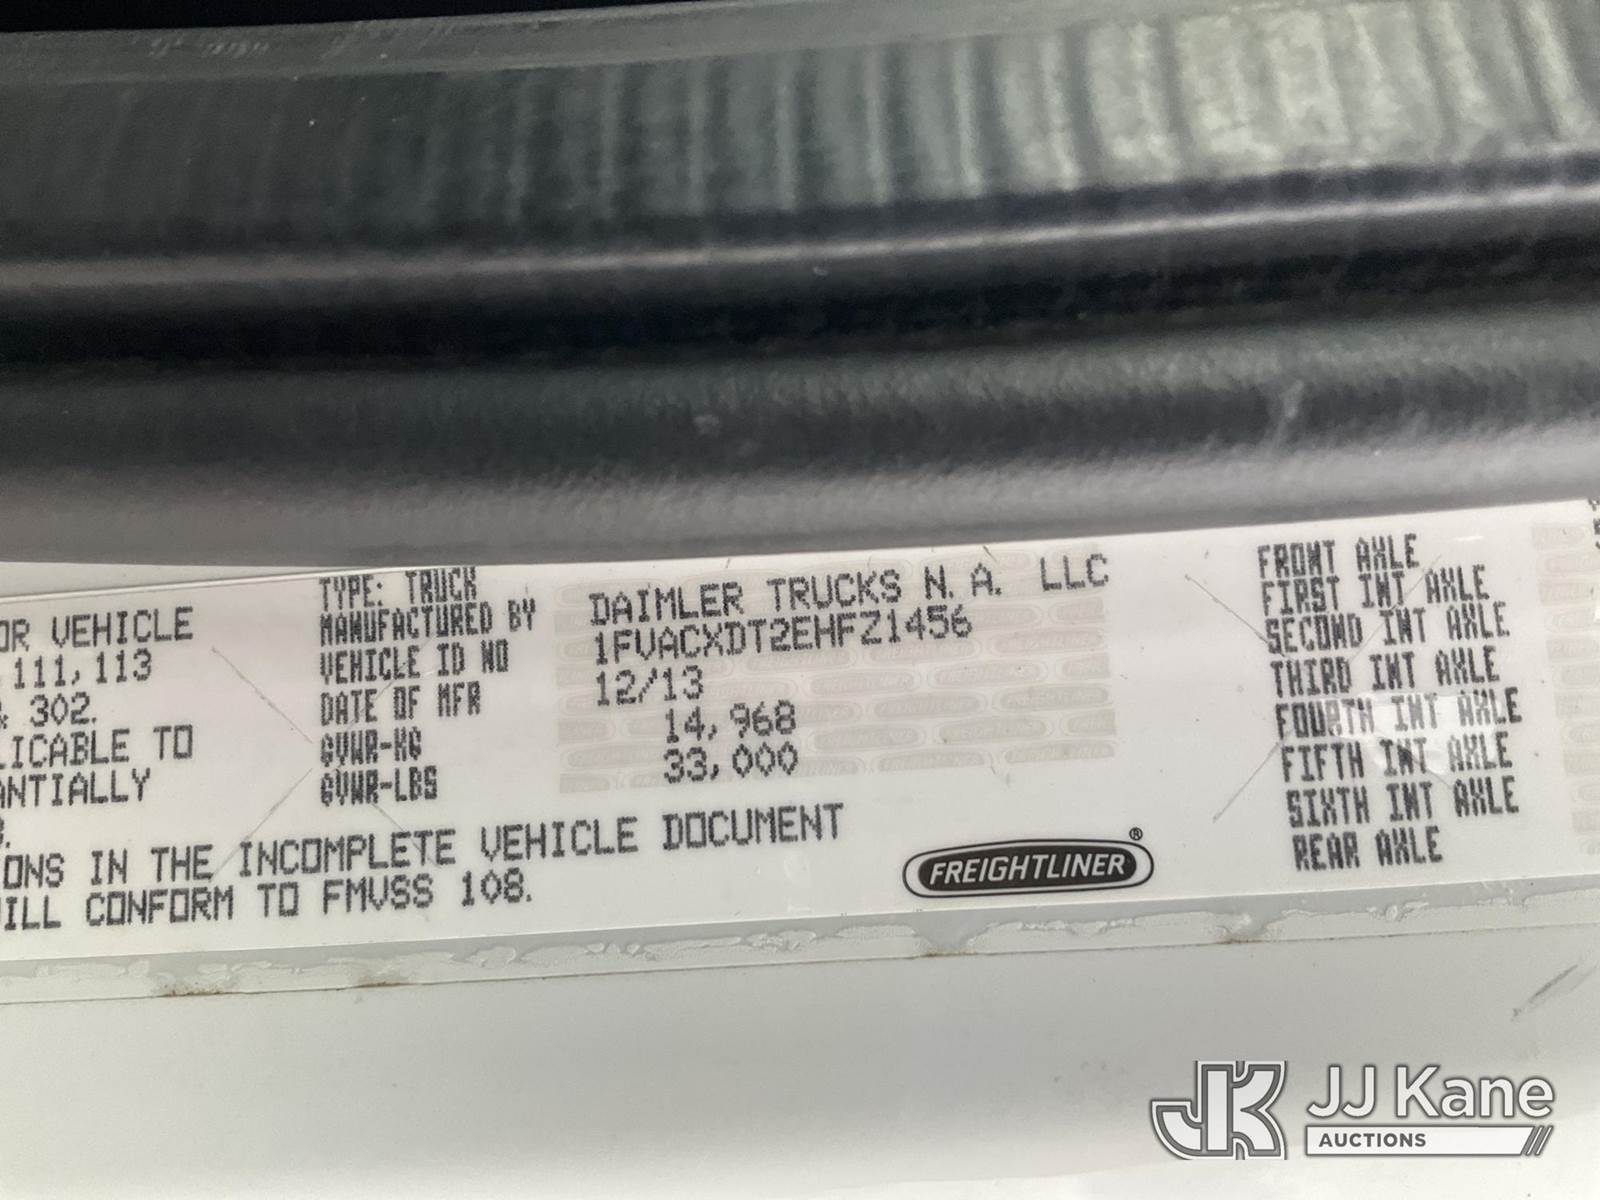 OR VEHICLE
111, 113
& 302.
LICABLE TO
ANTIALLY
TYPE: TRUCK
MANUFACTURED BY DAIMLER TRUCKS N. A. LLC
VEHICLE ID NO 1FVACXDT2EHFZ1456
DATE OF MFR 12/13
GVWR-KG 14, 968
GVWR-LBS 33, 000
ONS IN THE INCOMPLETE VEHICLE DOCUMENT
ILL CONFORM TO FMVSS 108.
FREIGHTLINER®
FRONT AXLE
FIRST INT AXLE
SECOND INT AXLE
THIRD INT AXLE
FOURTH INT AXLE
FIFTH INT AXLE
SIXTH INT AXLE
REAR AXLE
JK JJ Kane
AUCTIONS